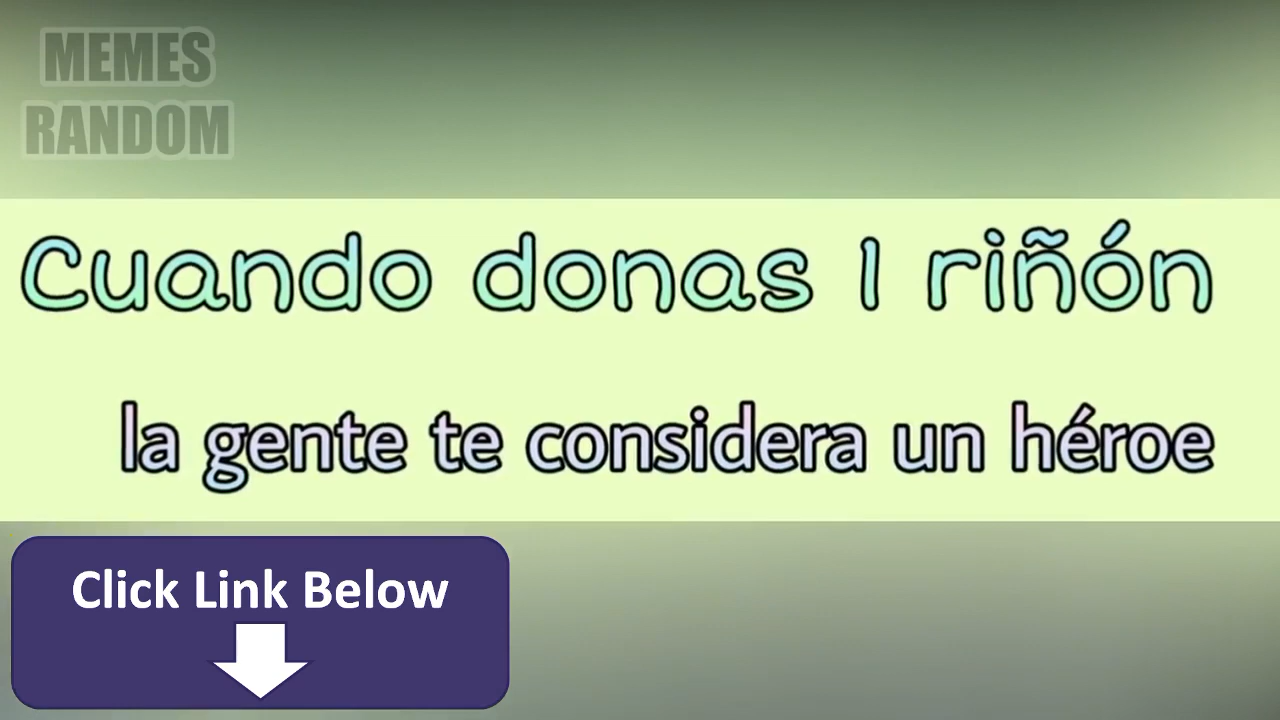 MEMES
RANDOM
Cuando donas 1 riñón
la gente te considera un héroe
Click Link Below